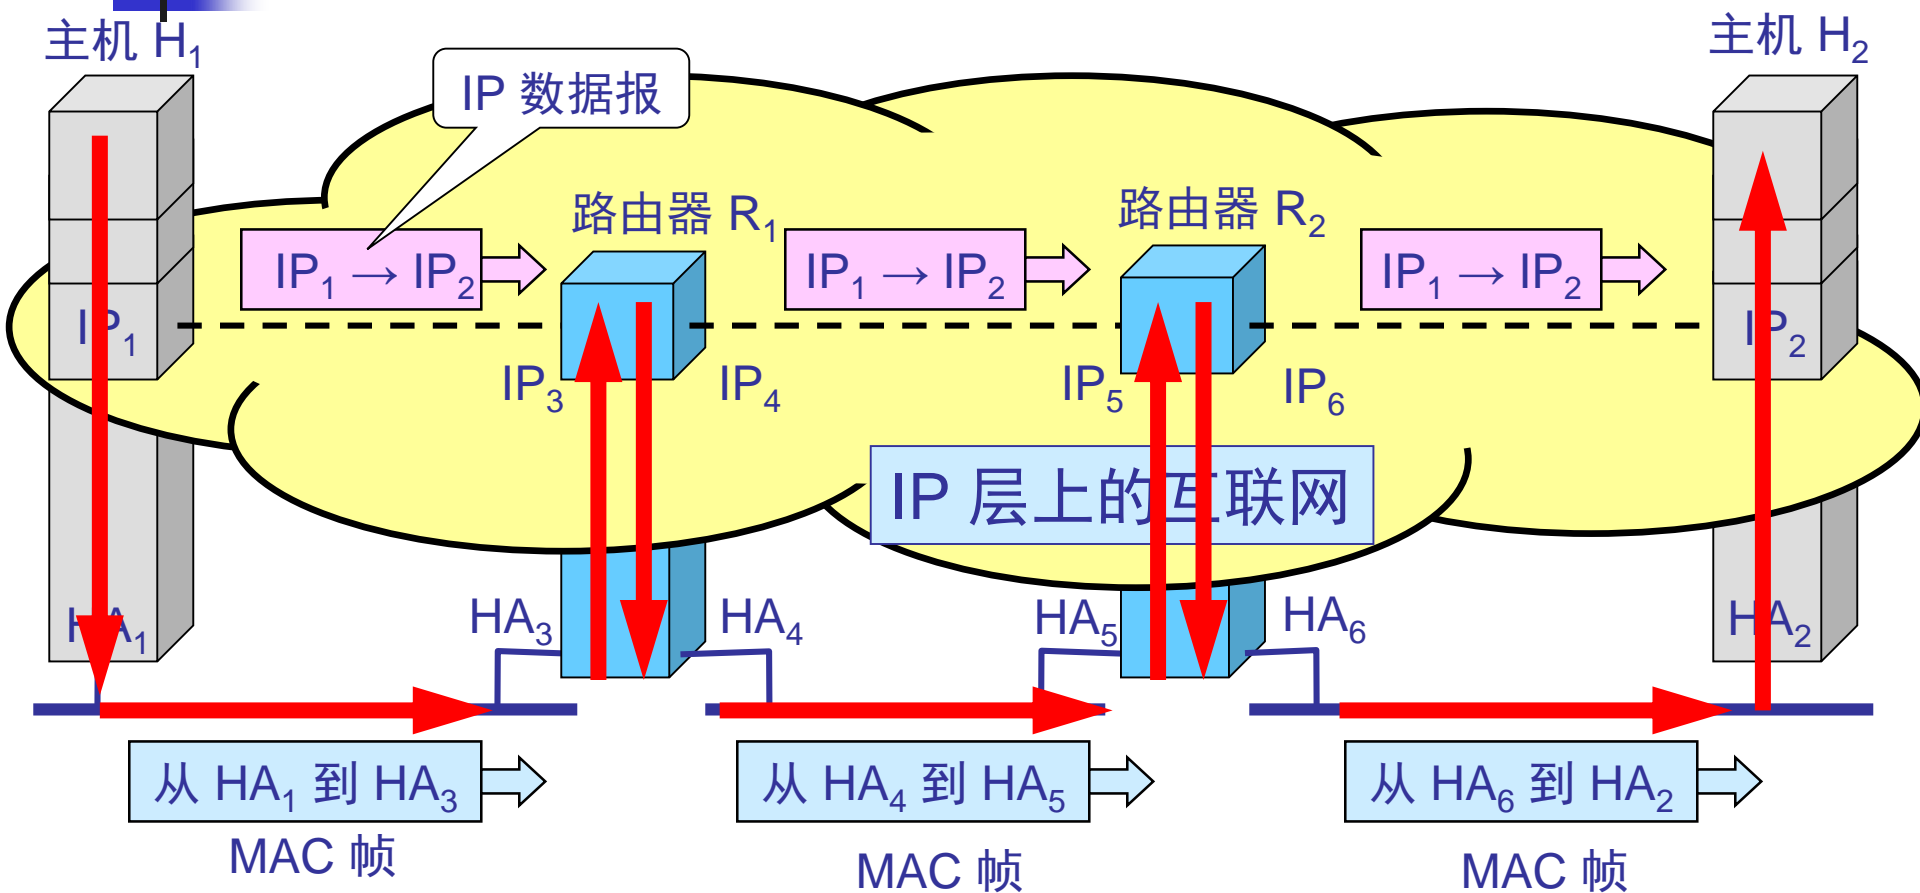 主机 H₁
主机 H₂
IP 数据报
路由器 R₁
路由器 R₂
IP₁ → IP₂
IP₁ → IP₂
IP₁ → IP₂
IP₁
IP₂
IP₃
IP₄
IP₅
IP₆
IP 层上的互联网
HA₁
HA₃
HA₄
HA₅
HA₆
HA₂
从 HA₁ 到 HA₃
从 HA₄ 到 HA₅
从 HA₆ 到 HA₂
MAC 帧
MAC 帧
MAC 帧